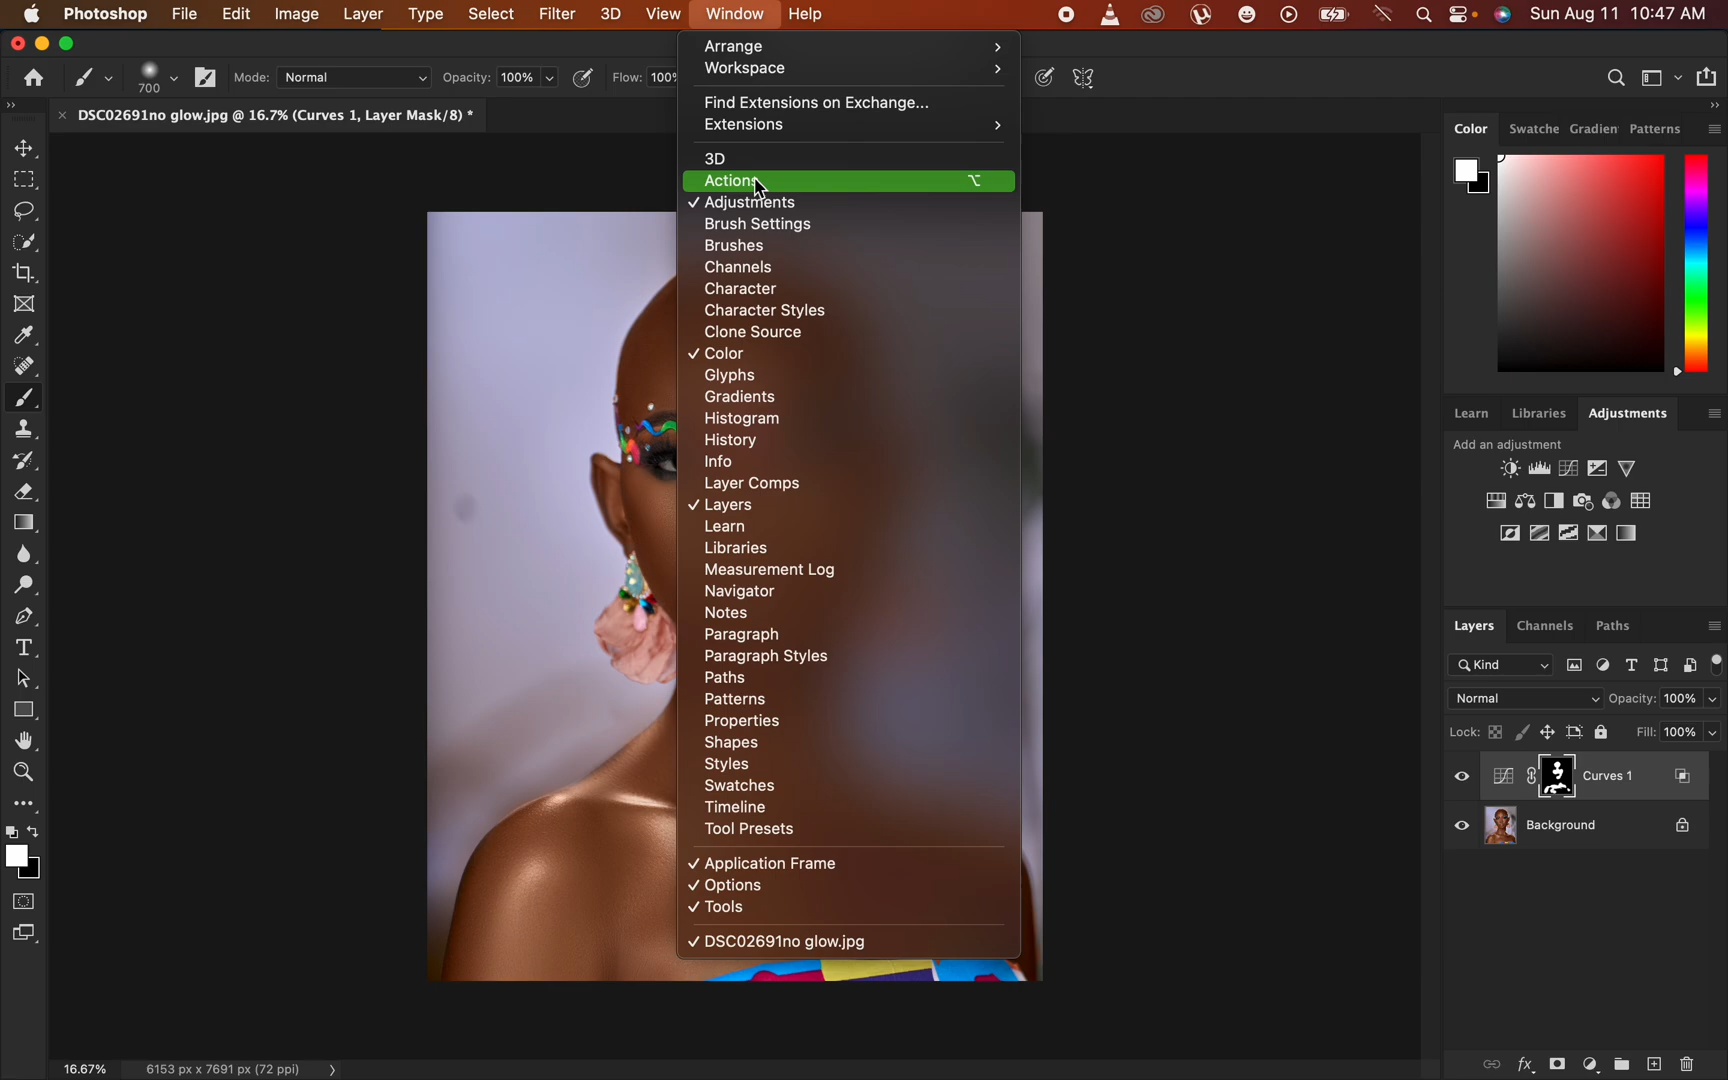 Photoshop File Edit Image Layer Type Select Filter 3D View Window Help Sun Aug 11 10:47 AM
700 Mode: Normal Opacity: 100% Flow: 100%
DSC02691no glow.jpg @ 16.7% (Curves 1, Layer Mask/8) *
Arrange
Workspace
Find Extensions on Exchange...
Extensions
3D
Actions
Adjustments
Brush Settings
Brushes
Channels
Character
Character Styles
Clone Source
Color
Glyphs
Gradients
Histogram
History
Info
Layer Comps
Layers
Learn
Libraries
Measurement Log
Navigator
Notes
Paragraph
Paragraph Styles
Paths
Patterns
Properties
Shapes
Styles
Swatches
Timeline
Tool Presets
Application Frame
Options
Tools
DSC02691no glow.jpg
Color Swatche Gradien Patterns
Learn Libraries Adjustments
Add an adjustment
Layers Channels Paths
Kind
Normal Opacity: 100%
Lock: Fill: 100%
Curves 1
Background
16.67% 6153 px x 7691 px (72 ppi)